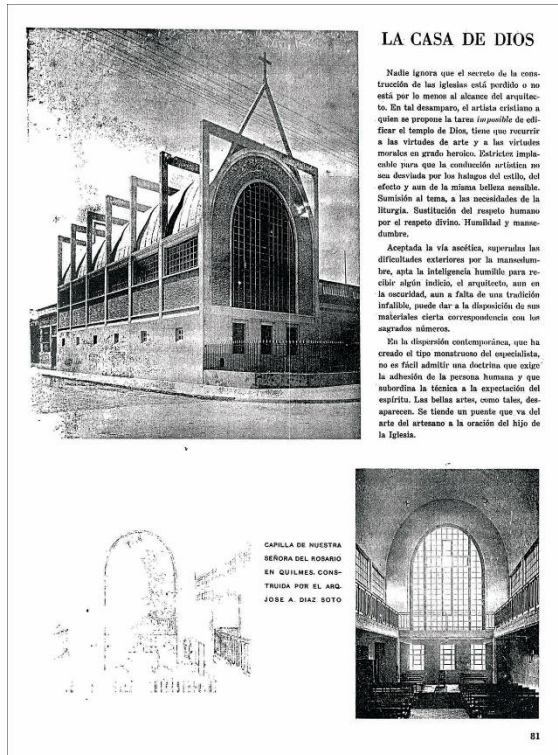 LA CASA DE DIOS
Nadie ignora que el secreto de la cons-
trucción de las iglesias está perdido o no
está por lo menos al alcance del arquitec-
to. En tal desamparo, el artista cristiano a
quien se propone la tarea imposible de edi-
ficar el templo de Dios, tiene que recurrir
a las virtudes de arte y a las virtudes
morales en grado heroico. Estrictez impla-
cable para que la conducción artística no
sea desviada por los halagos del estilo, del
efecto y aun de la misma belleza sensible.
Sumisión al tema, a las necesidades de la
liturgia. Sustitución del respeto humano
por el respeto divino. Humildad y manse-
dumbre.
Aceptada la vía ascética, superadas las
dificultades exteriores por la mansedum-
bre, apta la inteligencia humilde para re-
cibir algún indicio, el arquitecto, aun en
la oscuridad, aun a falta de una tradición
infalible, puede dar a la disposición de sus
materiales cierta correspondencia con los
sagrados números.
En la dispersión contemporánea, que ha
creado el tipo monstruoso del especialista,
no es fácil admitir una doctrina que exige
la adhesión de la persona humana y que
subordina la técnica a la expectación del
espíritu. Las bellas artes, como tales, des-
aparecen. Se tiende un puente que va del
arte del artesano a la oración del hijo de
la Iglesia.
CAPILLA DE NUESTRA
SEÑORA DEL ROSARIO
EN QUILMES, CONS-
TRUIDA POR EL ARQ.
JOSE A. DIAZ SOTO
81